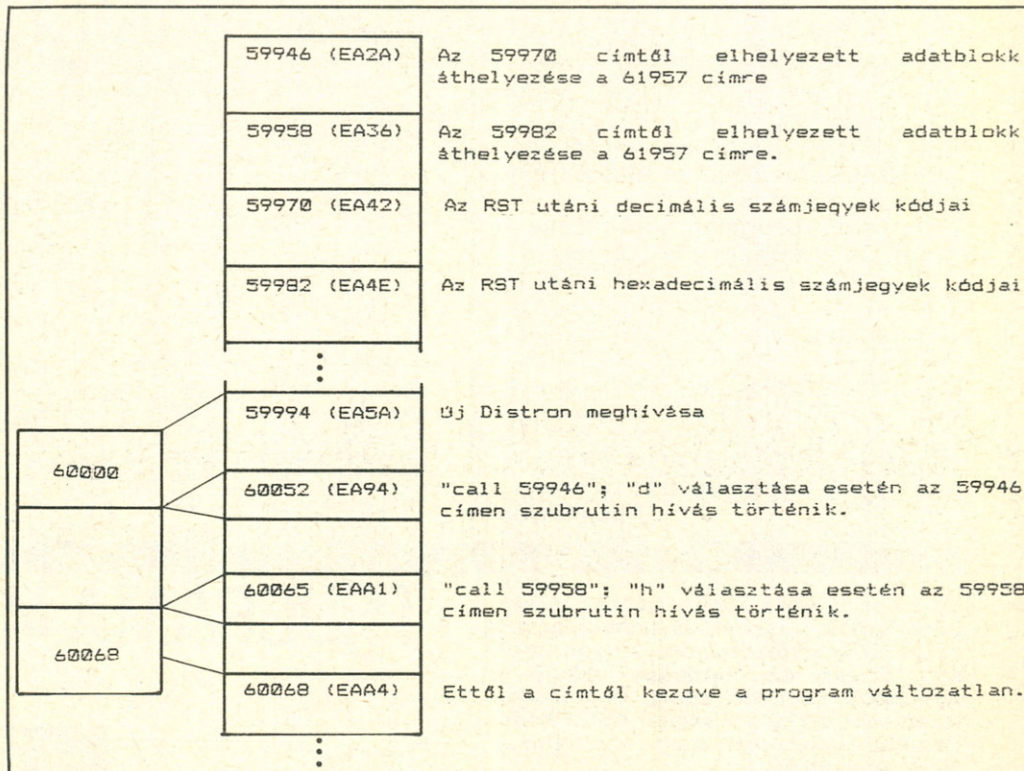 59946 (EA2A) Az 59970 címtől elhelyezett adatblokk
áthelyezése a 61957 címre
59958 (EA36) Az 59982 címtől elhelyezett adatblokk
áthelyezése a 61957 címre.
59970 (EA42) Az RST utáni decimális számjegyek kódjai
59982 (EA4E) Az RST utáni hexadecimális számjegyek kódjai
59994 (EA5A) Új Distron meghívása
60000
60052 (EA94) "call 59946"; "d" választása esetén az 59946
címen szubrutin hívás történik.
60065 (EAA1) "call 59958"; "h" választása esetén az 59958
címen szubrutin hívás történik.
60068
60068 (EAA4) Ettől a címtől kezdve a program változatlan.